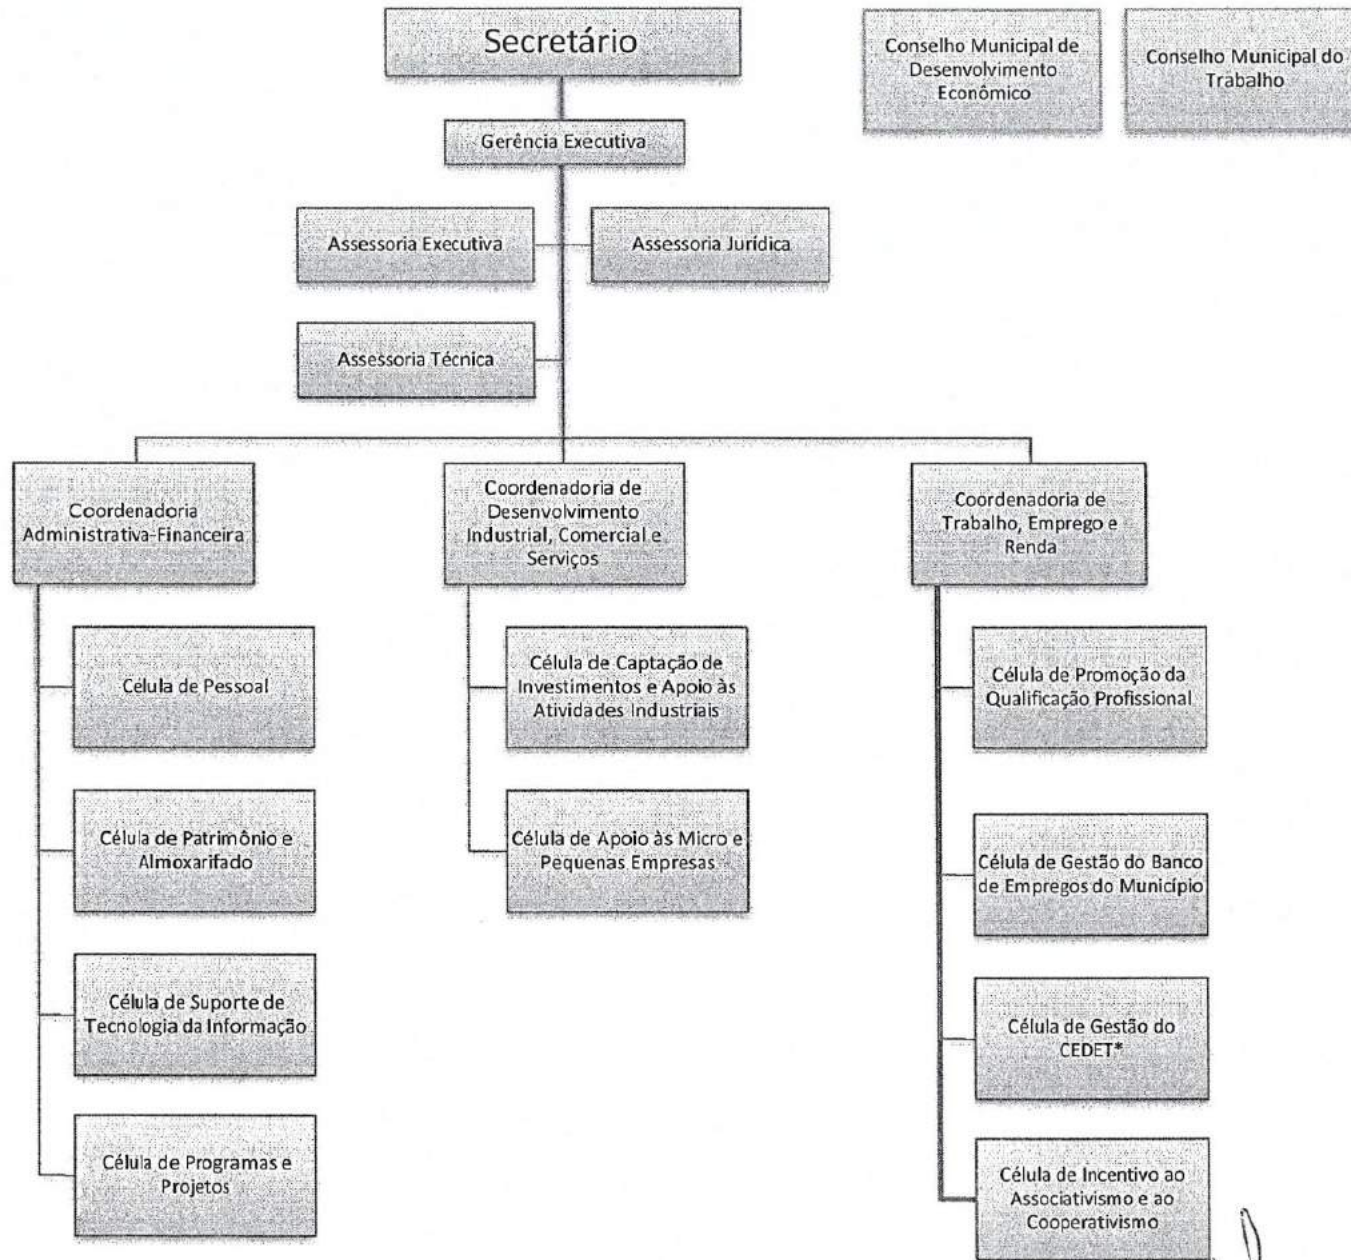 Secretário
Conselho Municipal de
Desenvolvimento
Econômico
Conselho Municipal do
Trabalho
Gerência Executiva
Assessoria Executiva
Assessoria Jurídica
Assessoria Técnica
Coordenadoria
Administrativa-Financeira
Coordenadoria de
Desenvolvimento
Industrial, Comercial e
Serviços
Coordenadoria de
Trabalho, Emprego e
Renda
Célula de Pessoal
Célula de Patrimônio e
Almoxarifado
Célula de Suporte de
Tecnologia da Informação
Célula de Programas e
Projetos
Célula de Captação de
Investimentos e Apoio às
Atividades Industriais
Célula de Apoio às Micro e
Pequenas Empresas
Célula de Promoção da
Qualificação Profissional
Célula de Gestão do Banco
de Empregos do Município
Célula de Gestão do
CEDET*
Célula de Incentivo ao
Associativismo e ao
Cooperativismo